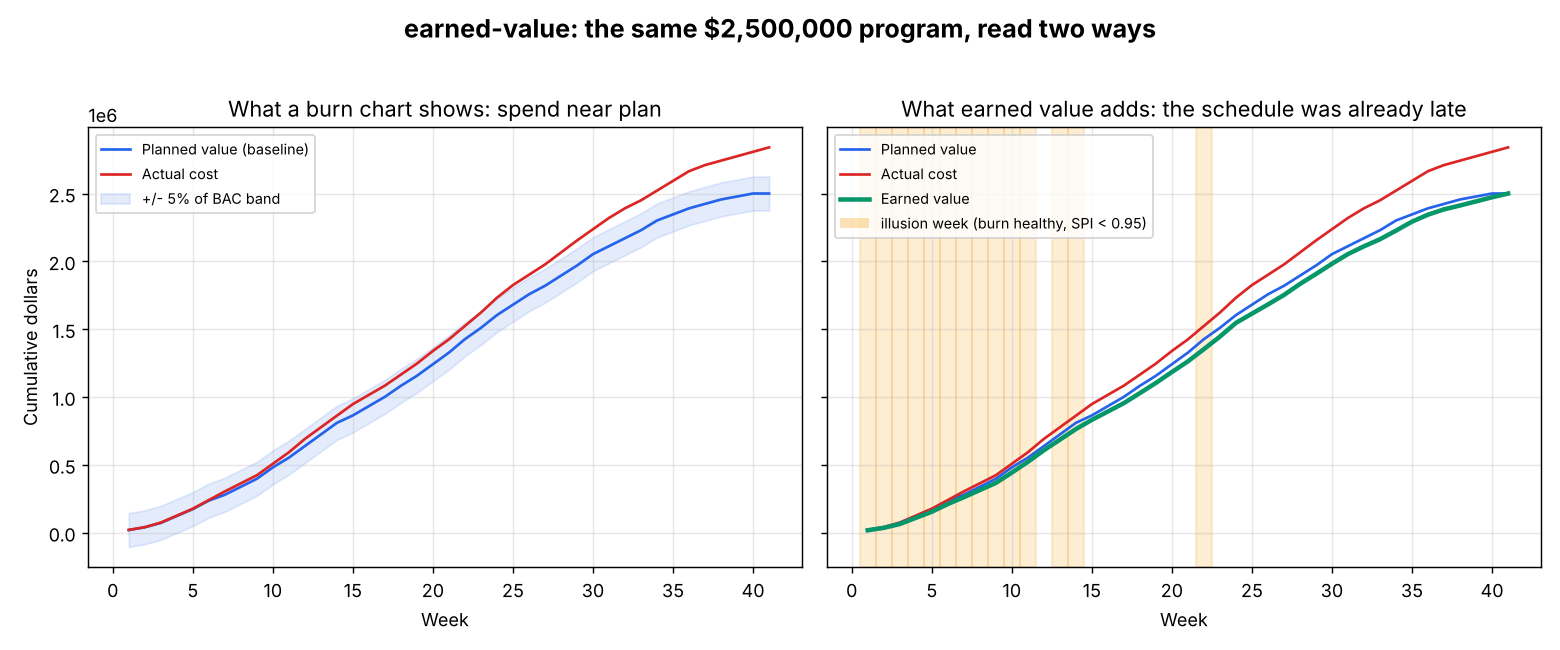 earned-value: the same $2,500,000 program, read two ways
What a burn chart shows: spend near plan
1e6
Planned value (baseline)
Actual cost
+/- 5% of BAC band
Cumulative dollars
2.5
2.0
1.5
1.0
0.5
0.0
0 5 10 15 20 25 30 35 40
Week
What earned value adds: the schedule was already late
Planned value
Actual cost
Earned value
illusion week (burn healthy, SPI < 0.95)
0 5 10 15 20 25 30 35 40
Week